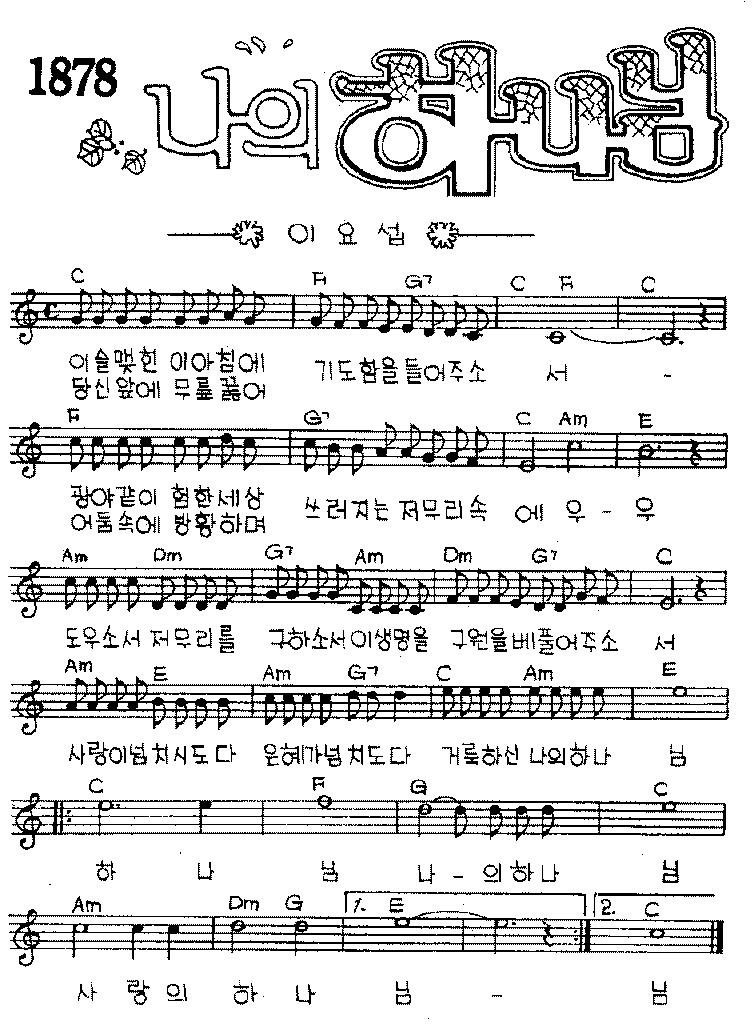 1878
나의 하나님
이 요 섭
C F G7 C F C
이슬맺힌 이아침에 기도함을들어주소 서 -
당신앞에 무릎꿇어
F G7 C Am E
광야같이 험한세상 쓰러지는 저무리속 에 우 - 우
어둠속에 방황하며
Am Dm G7 Am Dm G7 C
도우소서 저무리를 구하소서이생명을 구원을베풀어주소 서
Am E Am G7 C Am E
사랑이넘치시도다 은혜가넘치도다 거룩하신 나의하나 님
C F G C
하 나 님 나 - 의하나 님
Am Dm G 1. E 2. C
사 랑의 하 나 님 - 님